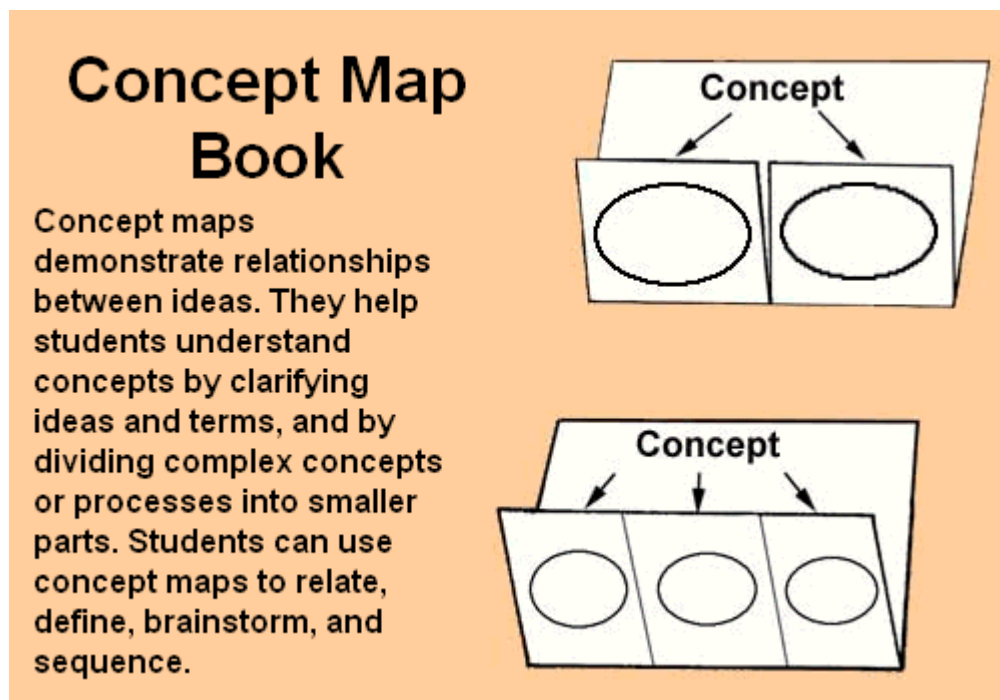 Concept Map
Book
Concept maps
demonstrate relationships
between ideas. They help
students understand
concepts by clarifying
ideas and terms, and by
dividing complex concepts
or processes into smaller
parts. Students can use
concept maps to relate,
define, brainstorm, and
sequence.
Concept
Concept